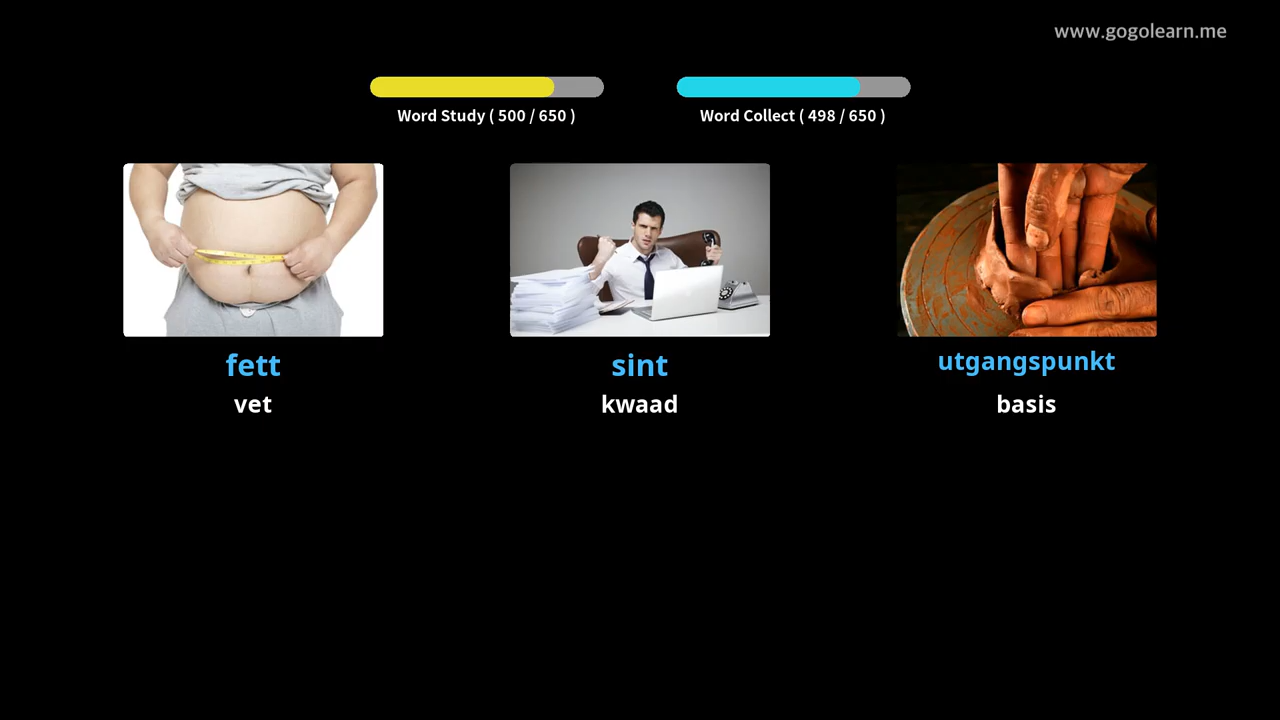 www.gogolearn.me
Word Study ( 500 / 650 )
Word Collect ( 498 / 650 )
fett
vet
sint
kwaad
utgangspunkt
basis